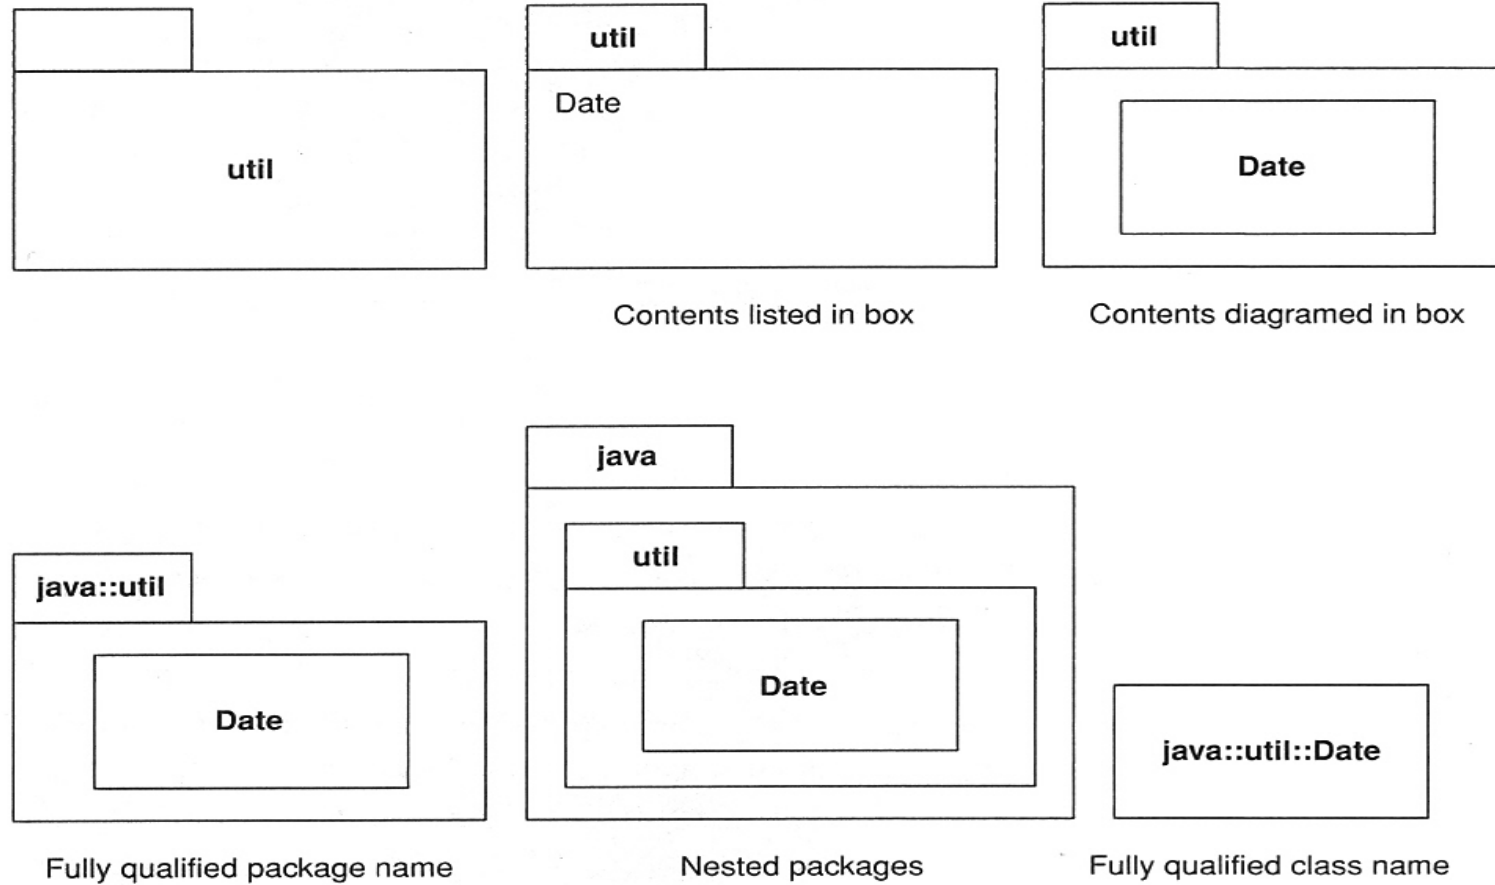 util
util
Date
Contents listed in box
util
Date
Contents diagramed in box
java::util
Date
Fully qualified package name
java
util
Date
Nested packages
java::util::Date
Fully qualified class name